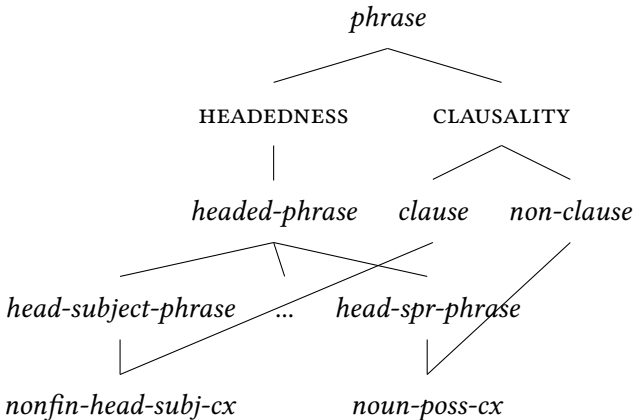 phrase
HEADEDNESS CLAUSALITY
headed-phrase clause non-clause
head-subject-phrase ... head-spr-phrase
nonfin-head-subj-cx noun-poss-cx